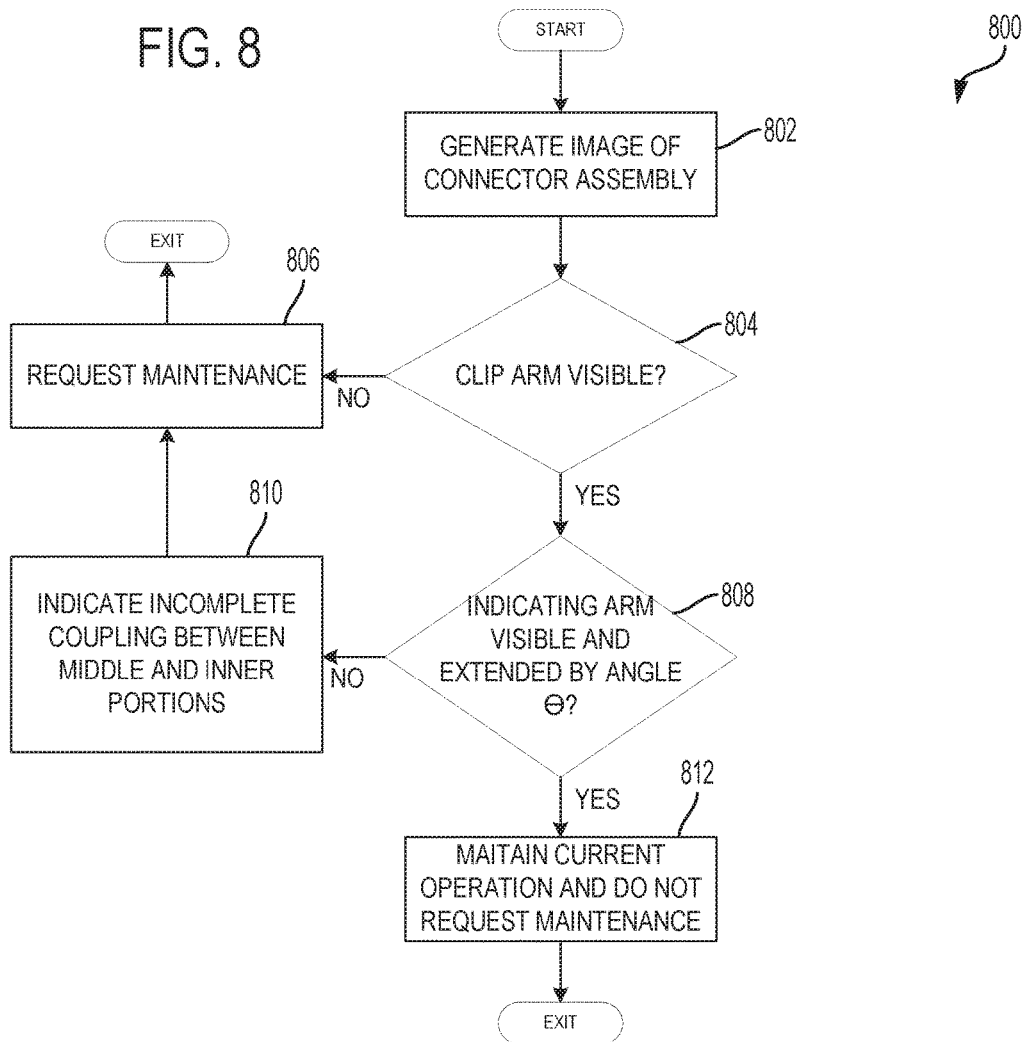 FIG. 8
START
800
GENERATE IMAGE OF
CONNECTOR ASSEMBLY
802
EXIT
806
REQUEST MAINTENANCE
NO
CLIP ARM VISIBLE?
804
YES
810
INDICATE INCOMPLETE
COUPLING BETWEEN
MIDDLE AND INNER
PORTIONS
NO
INDICATING ARM
VISIBLE AND
EXTENDED BY ANGLE
Θ?
808
YES
812
MAITAIN CURRENT
OPERATION AND DO NOT
REQUEST MAINTENANCE
EXIT